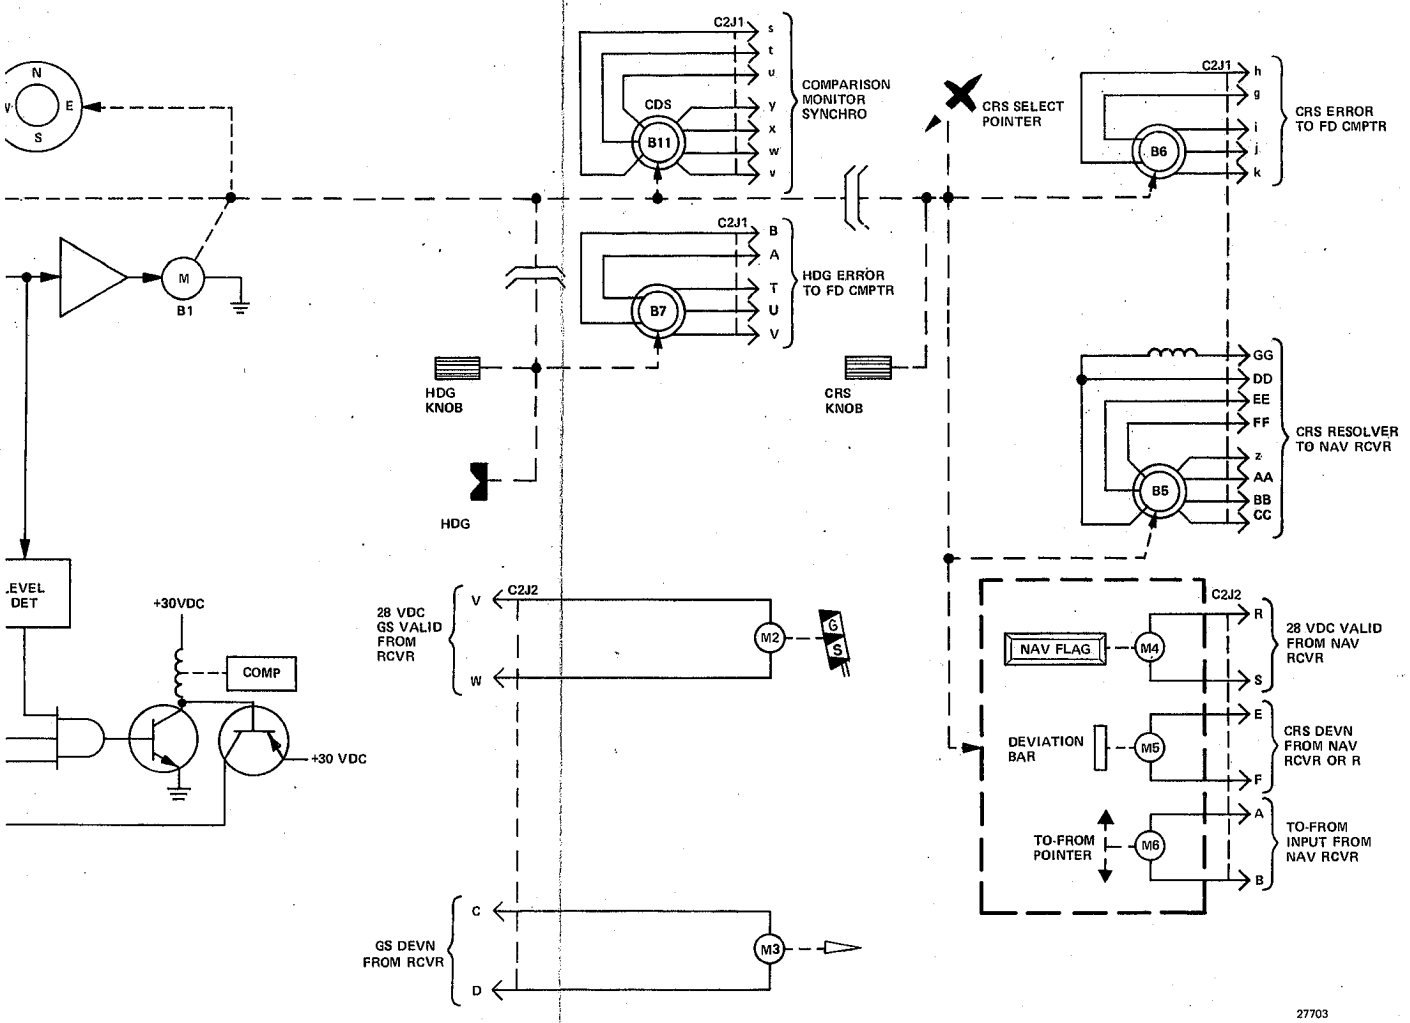 N
E
S
C2J1
s
t
u
y
x
w
v
CDS
B11
COMPARISON
MONITOR
SYNCHRO
CRS SELECT
POINTER
C2J1
h
g
i
j
k
B6
CRS ERROR
TO FD CMPTR
M
B1
C2J1
B
A
T
U
V
B7
HDG ERROR
TO FD CMPTR
HDG
KNOB
CRS
KNOB
HDG
GG
DD
EE
FF
z
AA
BB
CC
B5
CRS RESOLVER
TO NAV RCVR
LEVEL
DET
+30VDC
COMP
+30 VDC
28 VDC
GS VALID
FROM
RCVR
V
W
C2J2
M2
G
S
C2J2
NAV FLAG
M4
R
S
28 VDC VALID
FROM NAV
RCVR
DEVIATION
BAR
M5
E
F
CRS DEVN
FROM NAV
RCVR OR R
TO-FROM
POINTER
M6
A
B
TO-FROM
INPUT FROM
NAV RCVR
GS DEVN
FROM RCVR
C
D
M3
27703